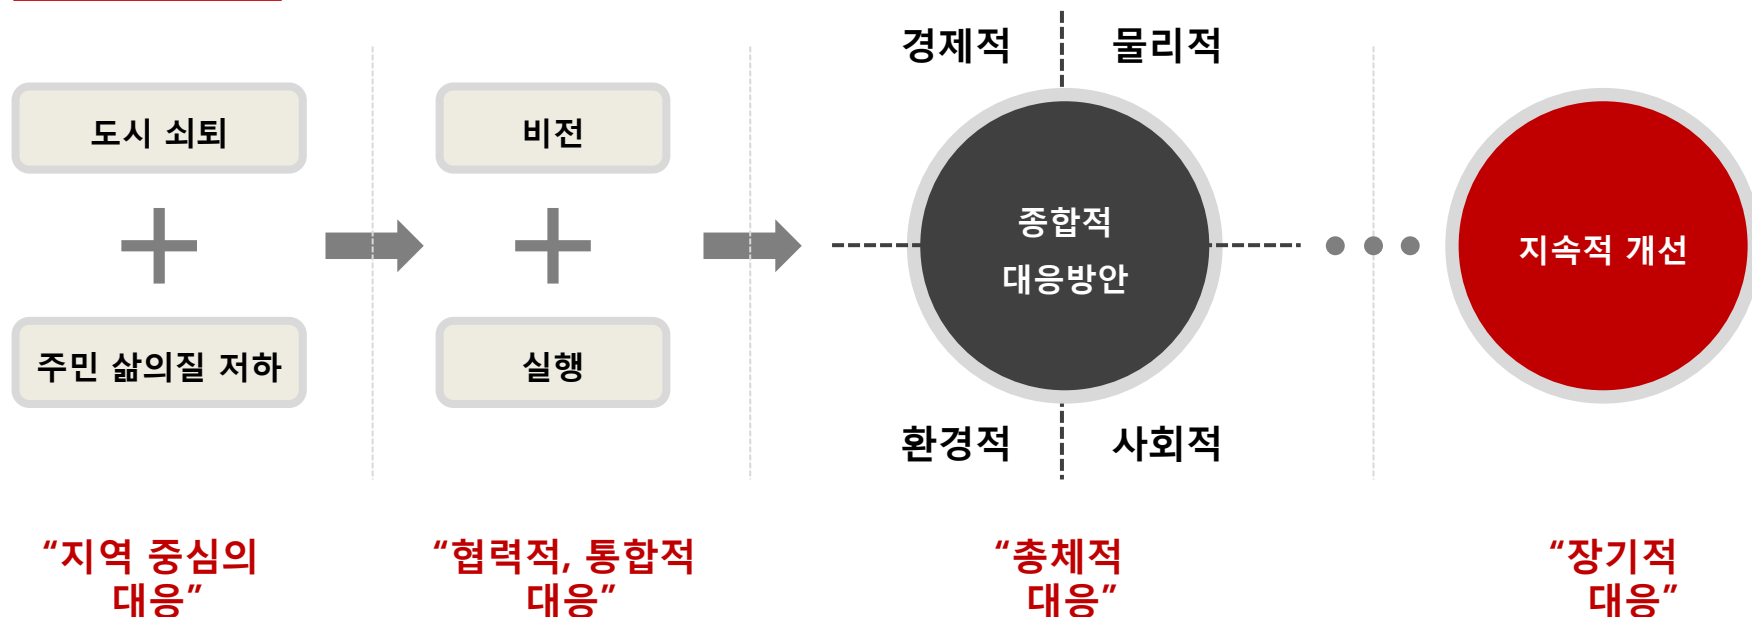 도시 쇠퇴
주민 삶의질 저하
“지역 중심의
대응”
비전
실행
“협력적, 통합적
대응”
경제적
물리적
종합적
대응방안
환경적
사회적
“총체적
대응”
지속적 개선
“장기적
대응”